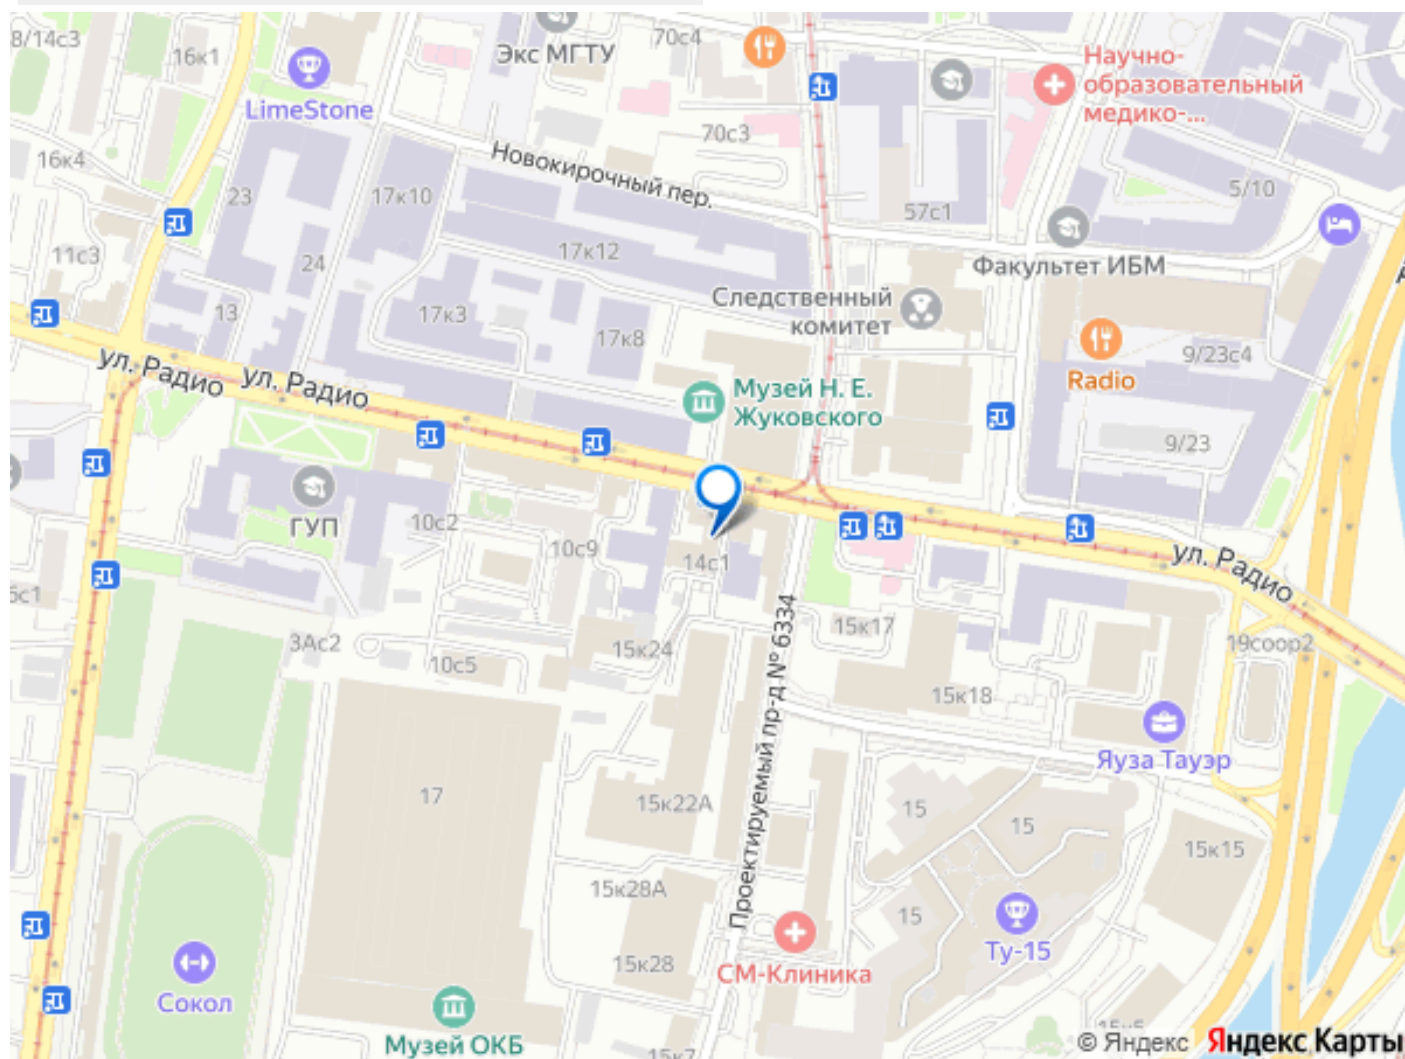 8/14с3
16к1
Экс МГТУ
70с4
LimeStone
Научно-
образовательный
медико-...
16к4
70с3
Новокирочный пер.
23
17к10
5/10
57с1
11с3
24
17к12
Факультет ИБМ
Следственный
комитет
13
17к3
17к8
9/23с4
Radio
ул. Радио
ул. Радио
Музей Н. Е.
Жуковского
9/23
ГУП
10с2
10с9
14с1
ул. Радио
3Ас2
10с5
15к24
15к17
19соор2
Проектируемый пр-д № 6334
15к18
Яуза Тауэр
17
15к22А
15
15
15к15
15к28А
15
Ту-15
СМ-Клиника
15к28
Сокол
Музей ОКБ
15к7
© Яндекс Яндекс Карты